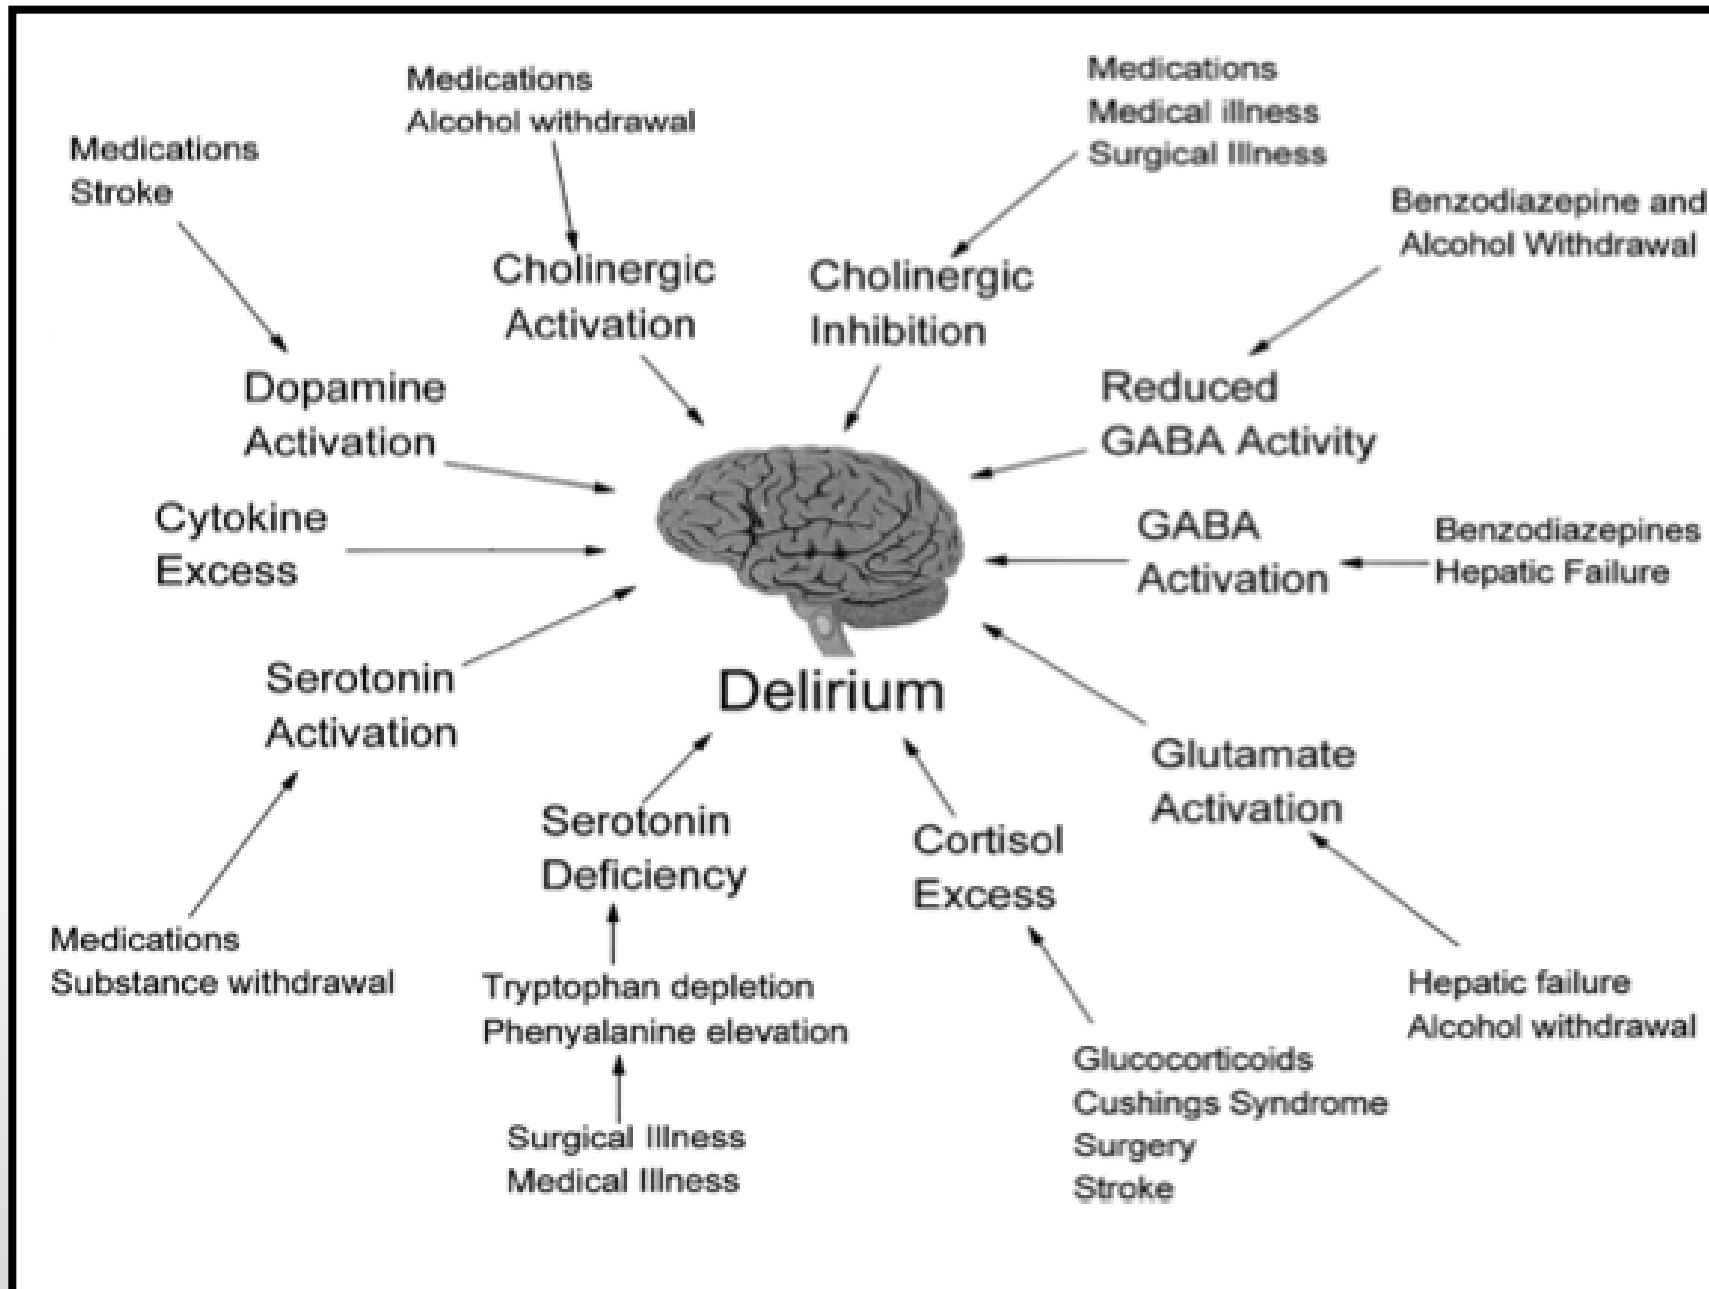 Medications
Alcohol withdrawal
Medications
Medical illness
Surgical Illness
Medications
Stroke
Benzodiazepine and
Alcohol Withdrawal
Cholinergic
Activation
Cholinergic
Inhibition
Dopamine
Activation
Reduced
GABA Activity
Cytokine
Excess
GABA
Activation
Benzodiazepines
Hepatic Failure
Serotonin
Activation
Delirium
Glutamate
Activation
Serotonin
Deficiency
Cortisol
Excess
Medications
Substance withdrawal
Tryptophan depletion
Phenyalanine elevation
Hepatic failure
Alcohol withdrawal
Glucocorticoids
Cushings Syndrome
Surgery
Stroke
Surgical Illness
Medical Illness